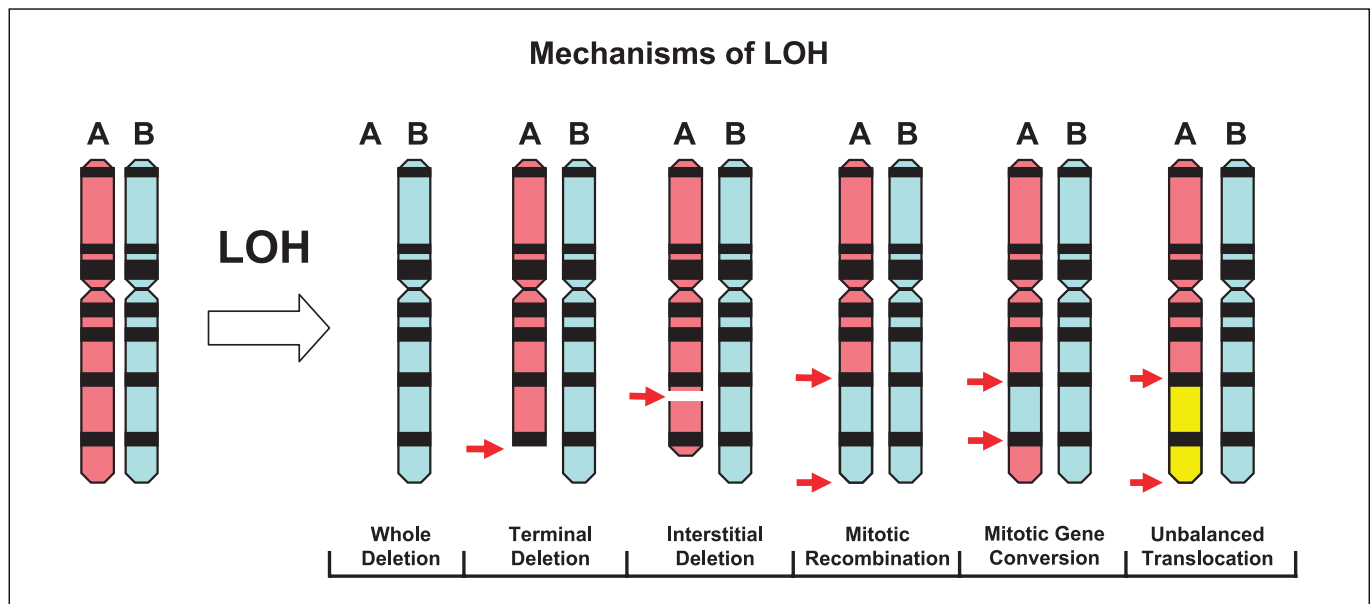 Mechanisms of LOH
A B
LOH
A B
A B
A B
A B
A B
A B
Whole
Deletion
Terminal
Deletion
Interstitial
Deletion
Mitotic
Recombination
Mitotic Gene
Conversion
Unbalanced
Translocation